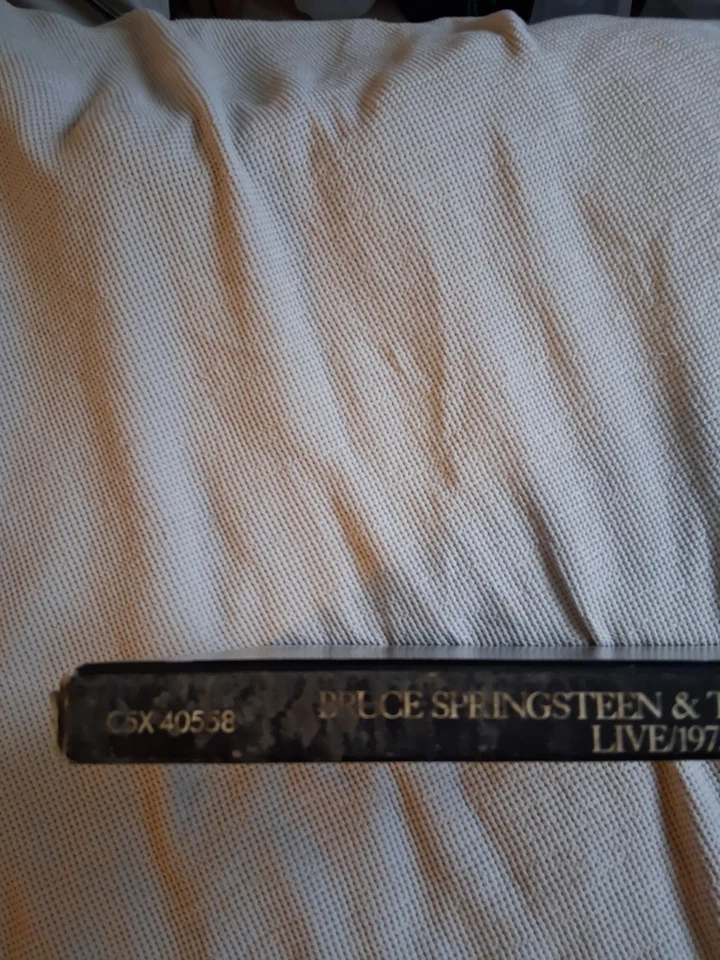 C5X 40558
BRUCE SPRINGSTEEN & T
LIVE/197